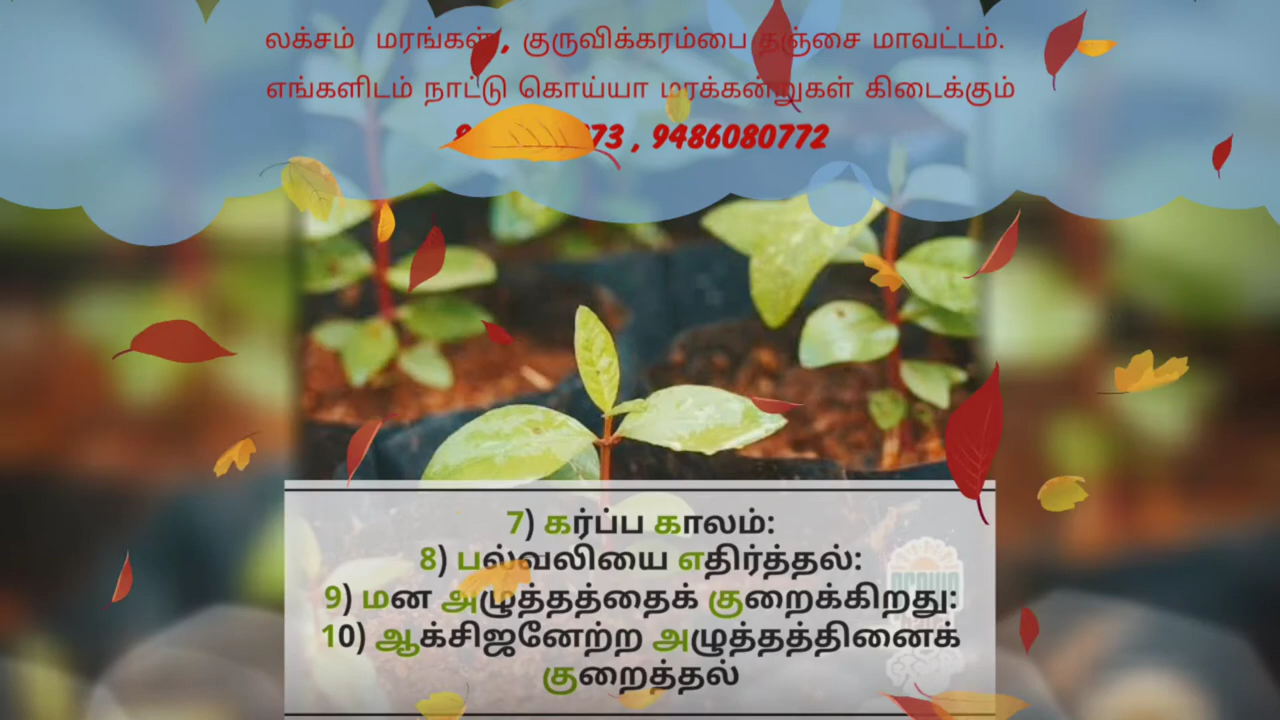 லக்சம் மரங்கள், குருவிக்கரம்பை தஞ்சை மாவட்டம்.
எங்களிடம் நாட்டு கொய்யா மரக்கன்றுகள் கிடைக்கும்
, 9486080772
7) கர்ப்ப காலம்:
8) பல்வலியை எதிர்த்தல்:
9) மன அழுத்தத்தைக் குறைக்கிறது:
10) ஆக்சிஜனேற்ற அழுத்தத்தினைக்
குறைத்தல்